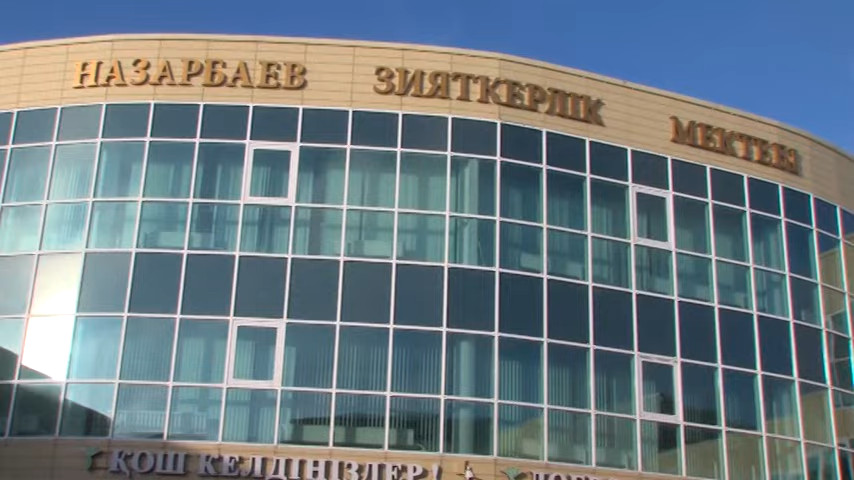 НАЗАРБАЕВ ЗИЯТКЕРЛІК МЕКТЕБІ
ҚОШ КЕЛДІҢІЗДЕР!